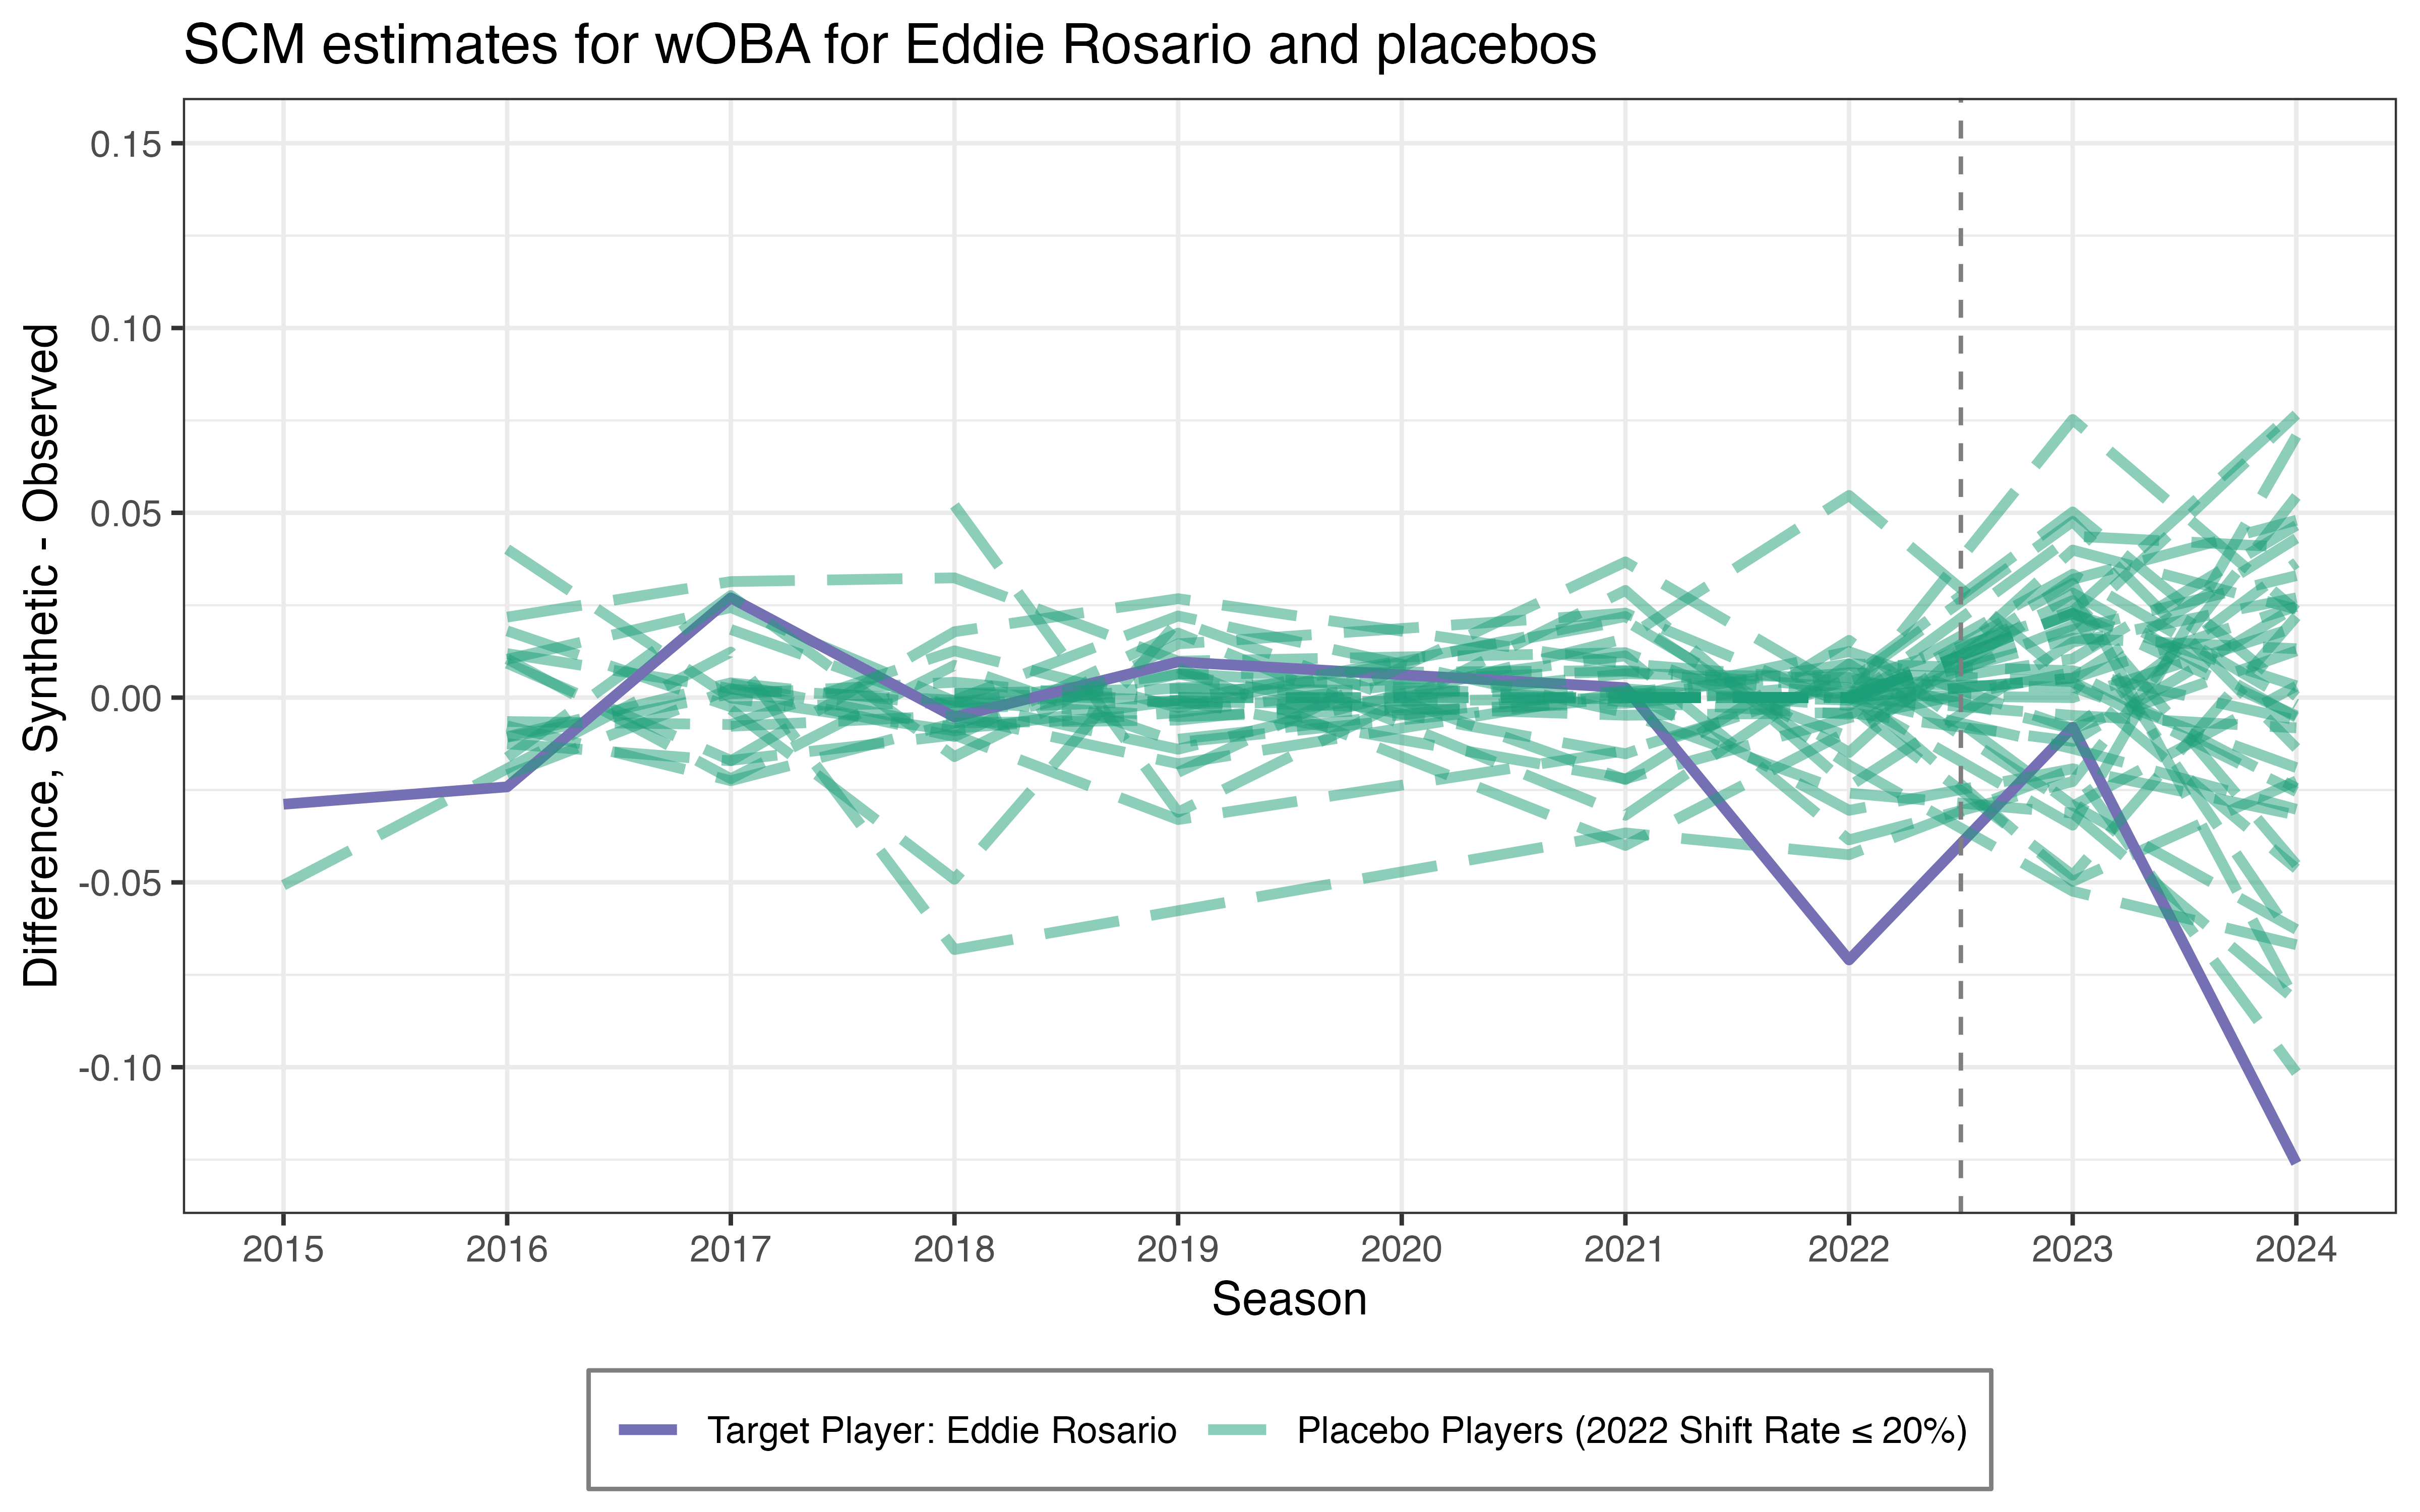 SCM estimates for wOBA for Eddie Rosario and placebos
Difference, Synthetic - Observed
0.15
0.10
0.05
0.00
-0.05
-0.10
2015 2016 2017 2018 2019 2020 2021 2022 2023 2024
Season
Target Player: Eddie Rosario Placebo Players (2022 Shift Rate ≤ 20%)